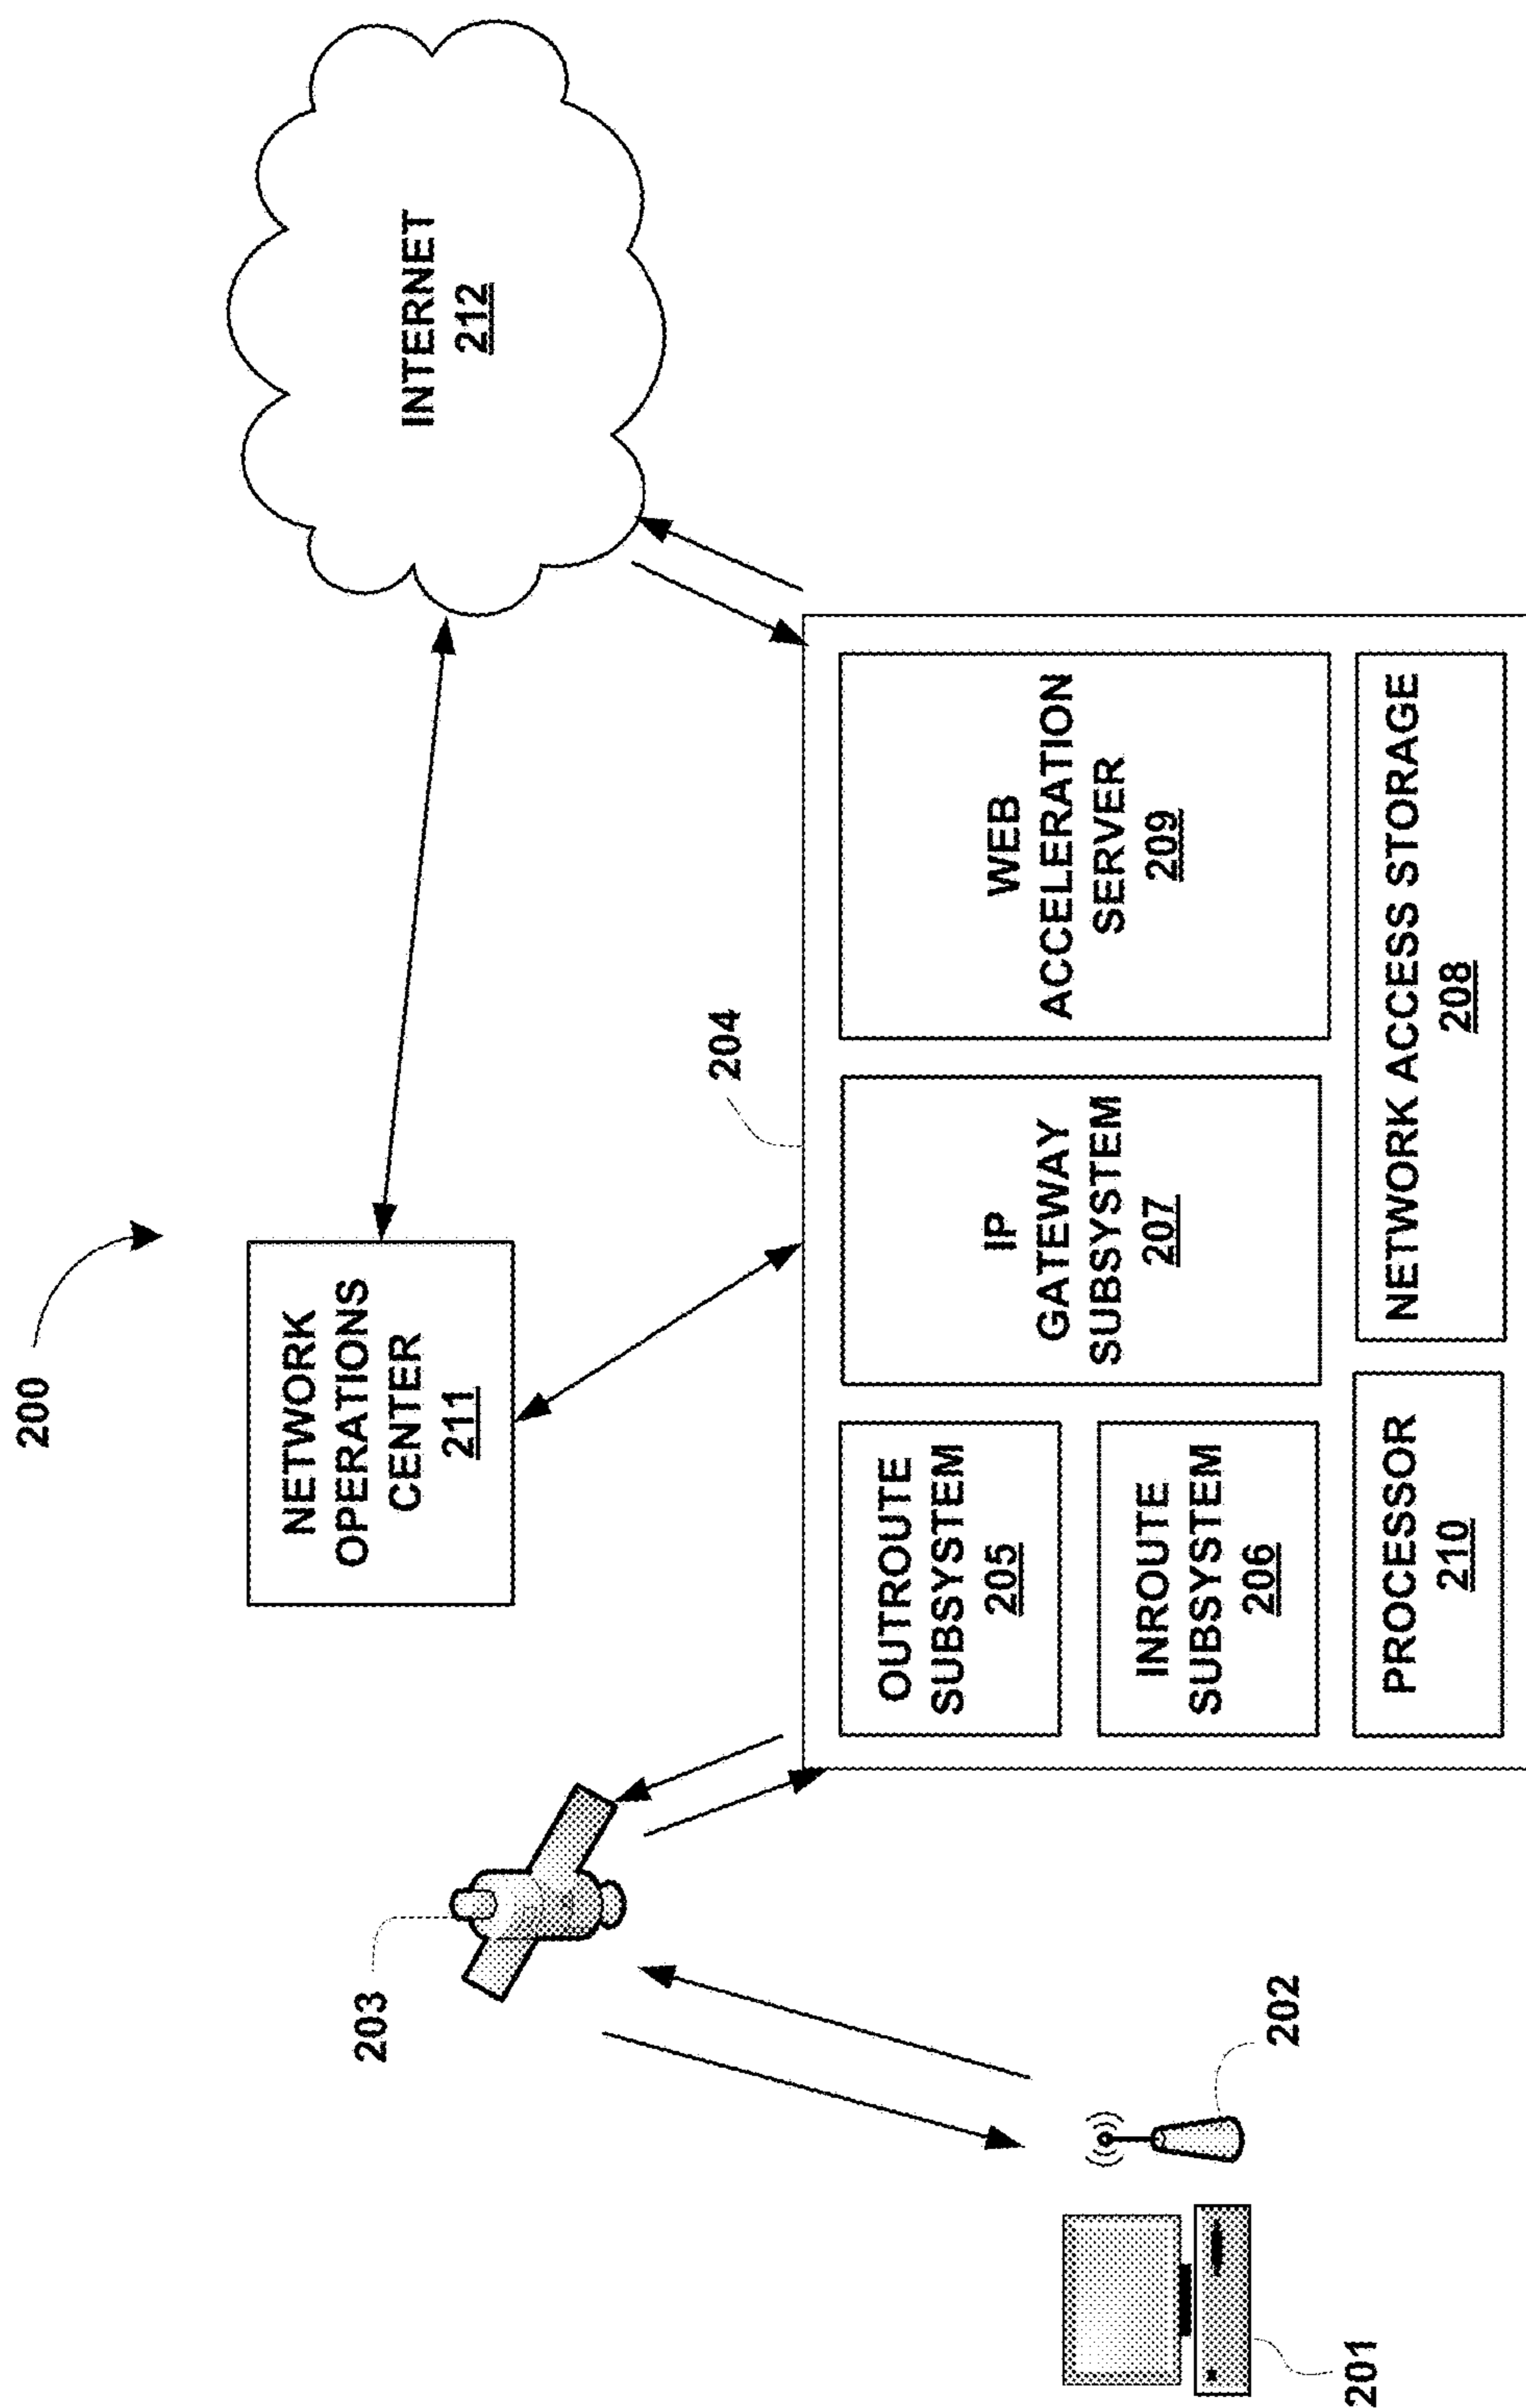 200
NETWORK
OPERATIONS
CENTER
211
INTERNET
212
203
204
OUTROUTE
SUBSYSTEM
205
INROUTE
SUBSYSTEM
206
IP
GATEWAY
SUBSYSTEM
207
WEB
ACCELERATION
SERVER
209
PROCESSOR
210
NETWORK ACCESS STORAGE
208
202
201